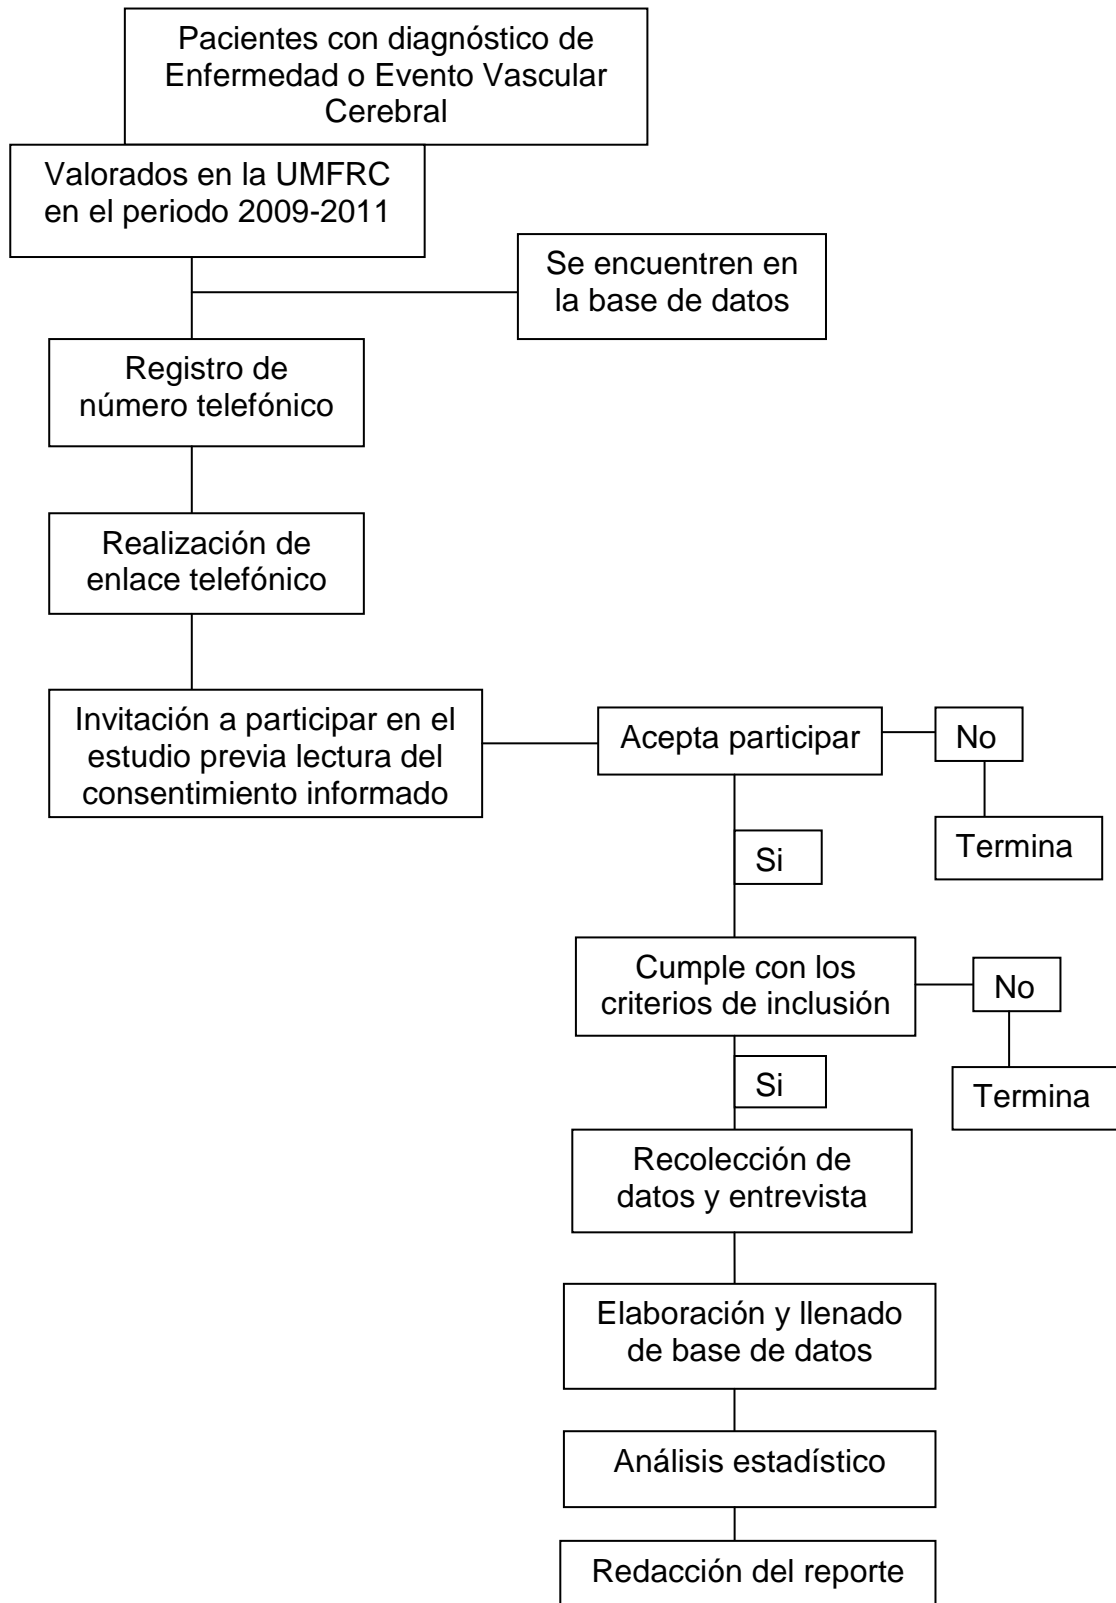 Pacientes con diagnóstico de
Enfermedad o Evento Vascular
Cerebral
Valorados en la UMFRC
en el periodo 2009-2011
Se encuentren en
la base de datos
Registro de
número telefónico
Realización de
enlace telefónico
Invitación a participar en el
estudio previa lectura del
consentimiento informado
Acepta participar
No
Termina
Si
Cumple con los
criterios de inclusión
No
Termina
Si
Recolección de
datos y entrevista
Elaboración y llenado
de base de datos
Análisis estadístico
Redacción del reporte